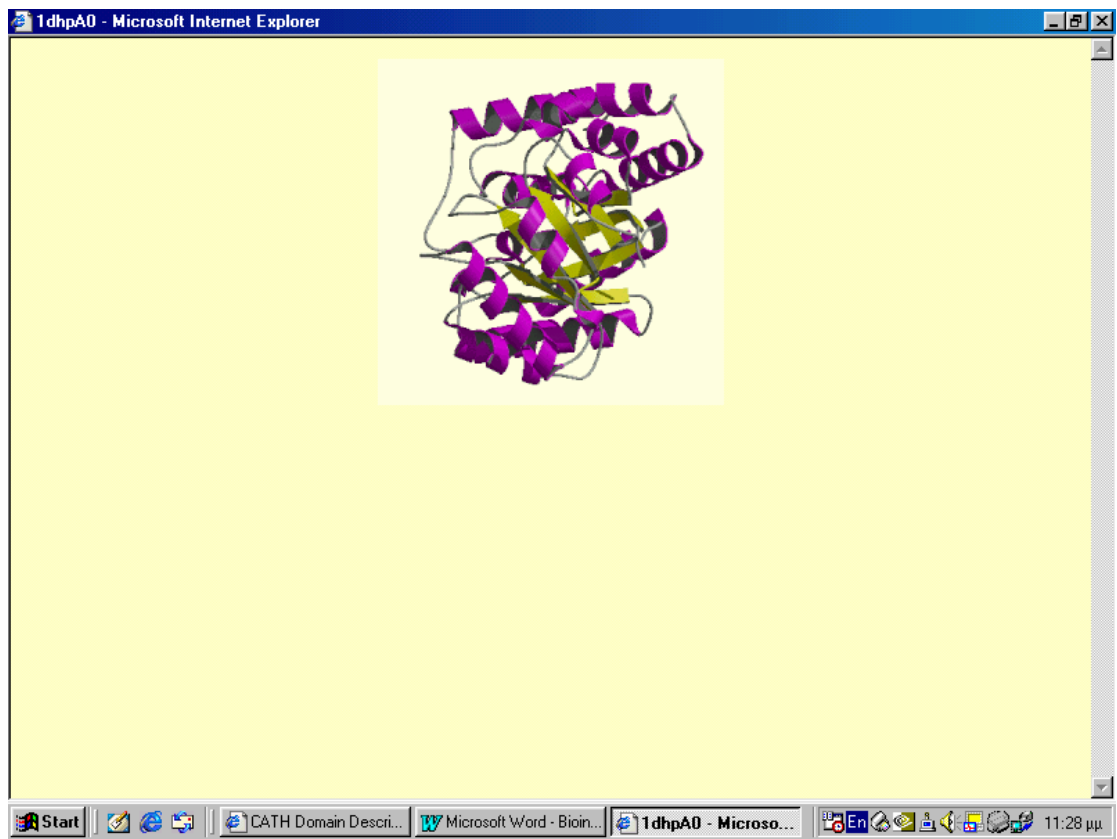 1dhpA0 - Microsoft Internet Explorer
Start
CATH Domain Descri...
Microsoft Word - Bioin...
1dhpA0 - Microso...
En
11:28 μμ